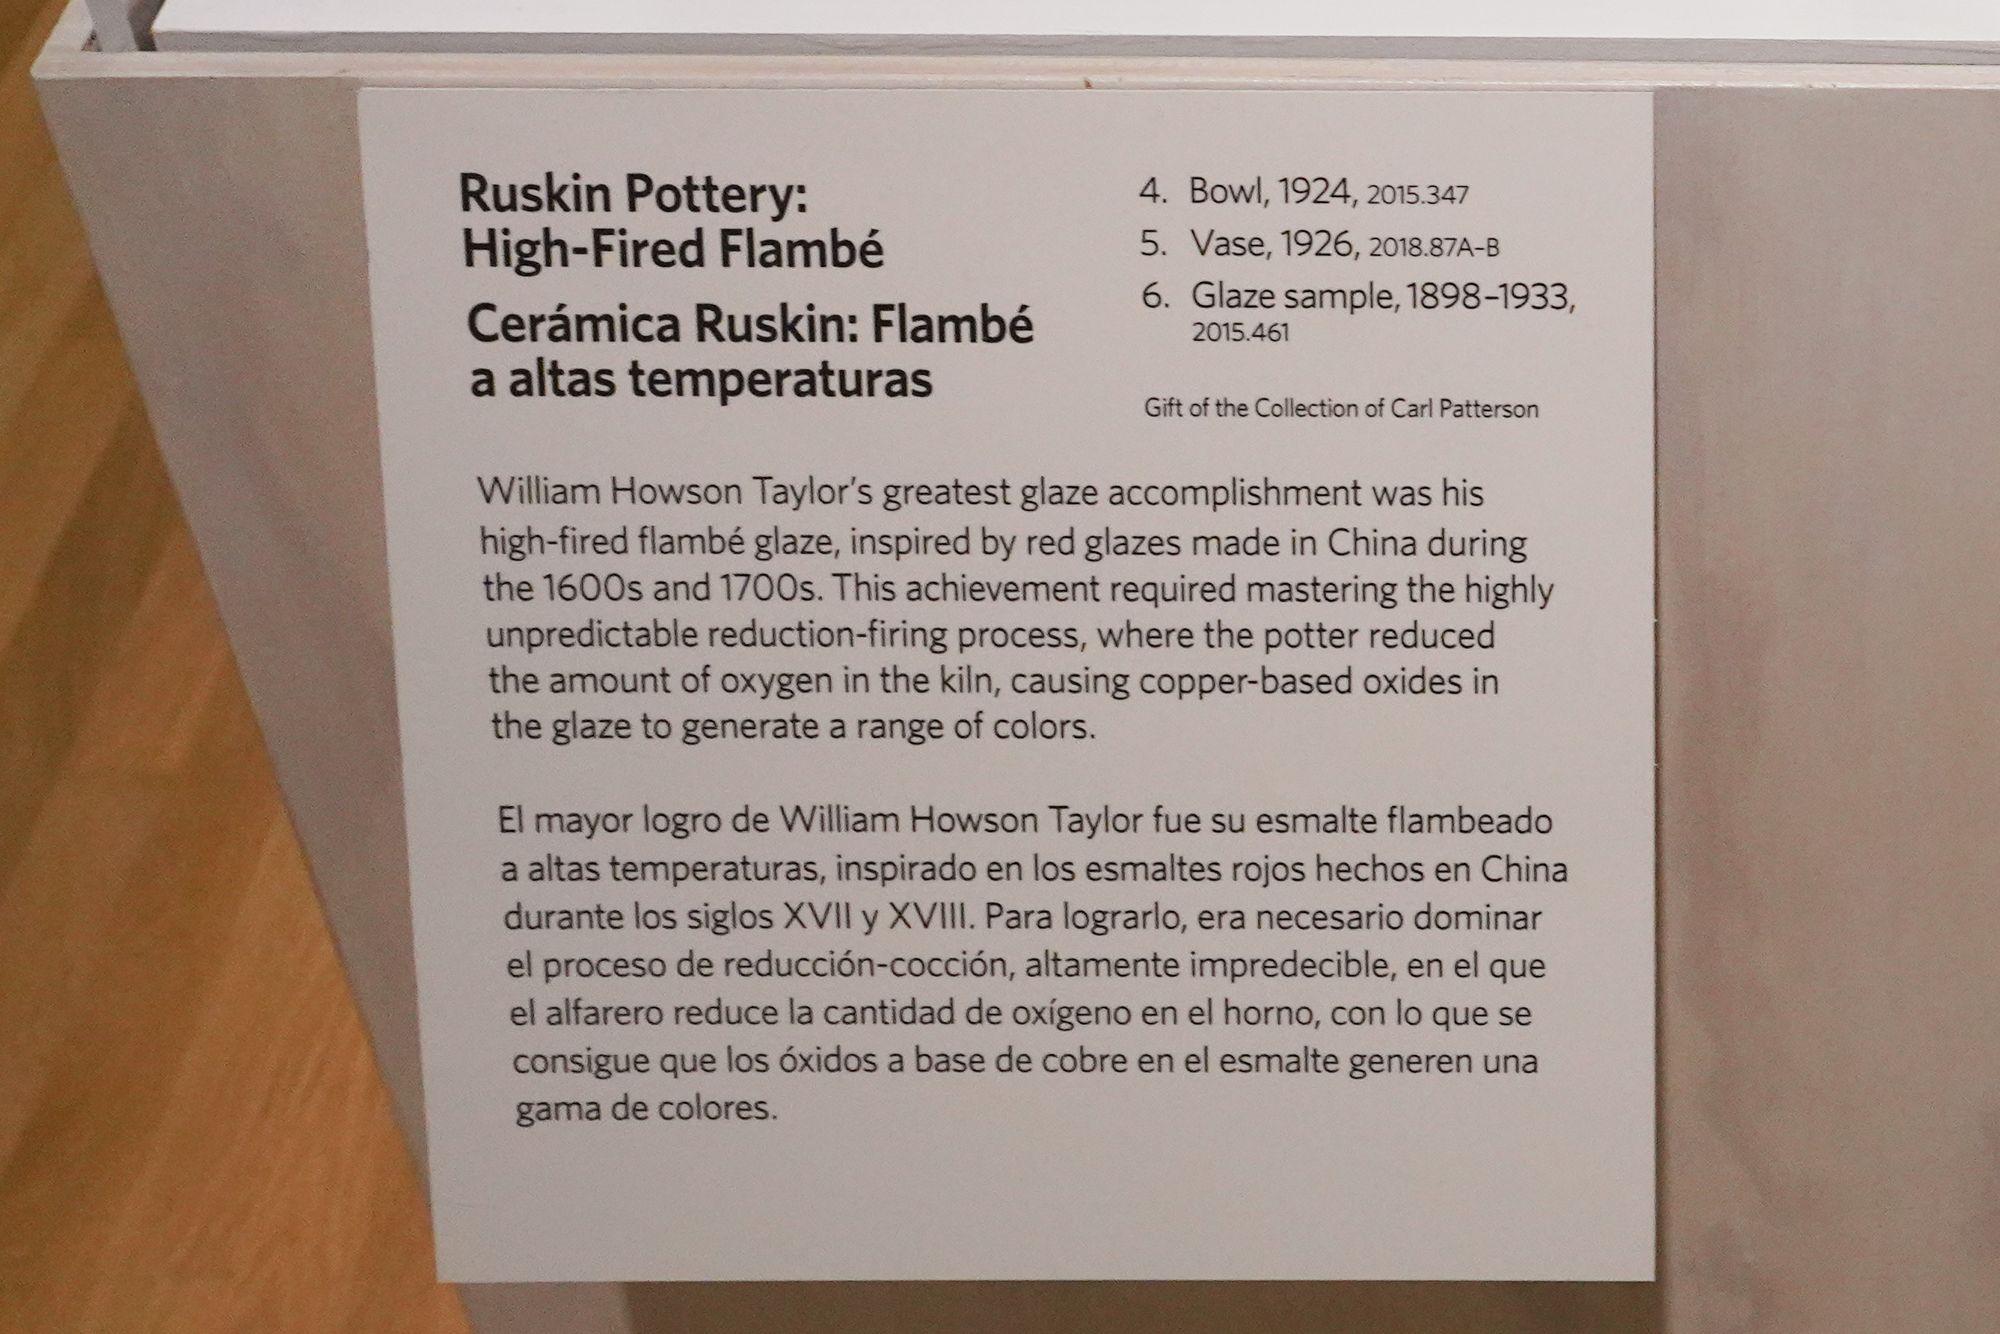 Ruskin Pottery:
High-Fired Flambé
Cerámica Ruskin: Flambé
a altas temperaturas
4. Bowl, 1924, 2015.347
5. Vase, 1926, 2018.87A-B
6. Glaze sample, 1898-1933,
2015.461
Gift of the Collection of Carl Patterson
William Howson Taylor's greatest glaze accomplishment was his
high-fired flambé glaze, inspired by red glazes made in China during
the 1600s and 1700s. This achievement required mastering the highly
unpredictable reduction-firing process, where the potter reduced
the amount of oxygen in the kiln, causing copper-based oxides in
the glaze to generate a range of colors.
El mayor logro de William Howson Taylor fue su esmalte flambeado
a altas temperaturas, inspirado en los esmaltes rojos hechos en China
durante los siglos XVII y XVIII. Para lograrlo, era necesario dominar
el proceso de reducción-cocción, altamente impredecible, en el que
el alfarero reduce la cantidad de oxígeno en el horno, con lo que se
consigue que los óxidos a base de cobre en el esmalte generen una
gama de colores.